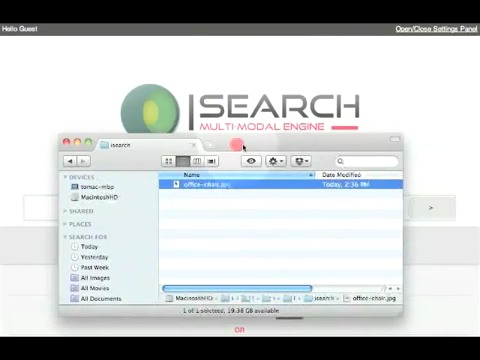 Hello Guest
Open/Close Settings Panel
ISEARCH
MULTI-MODAL ENGINE
isearch
Name
Date Modified
office-chair.jpg
Today, 2:36 PM
DEVICES
tomac-mbp
MacintoshHD
SHARED
PLACES
SEARCH FOR
Today
Yesterday
Past Week
All Images
All Movies
All Documents
MacintoshHD
isearch
office-chair.jpg
1 of 1 selected, 19.38 GB available
>
OR